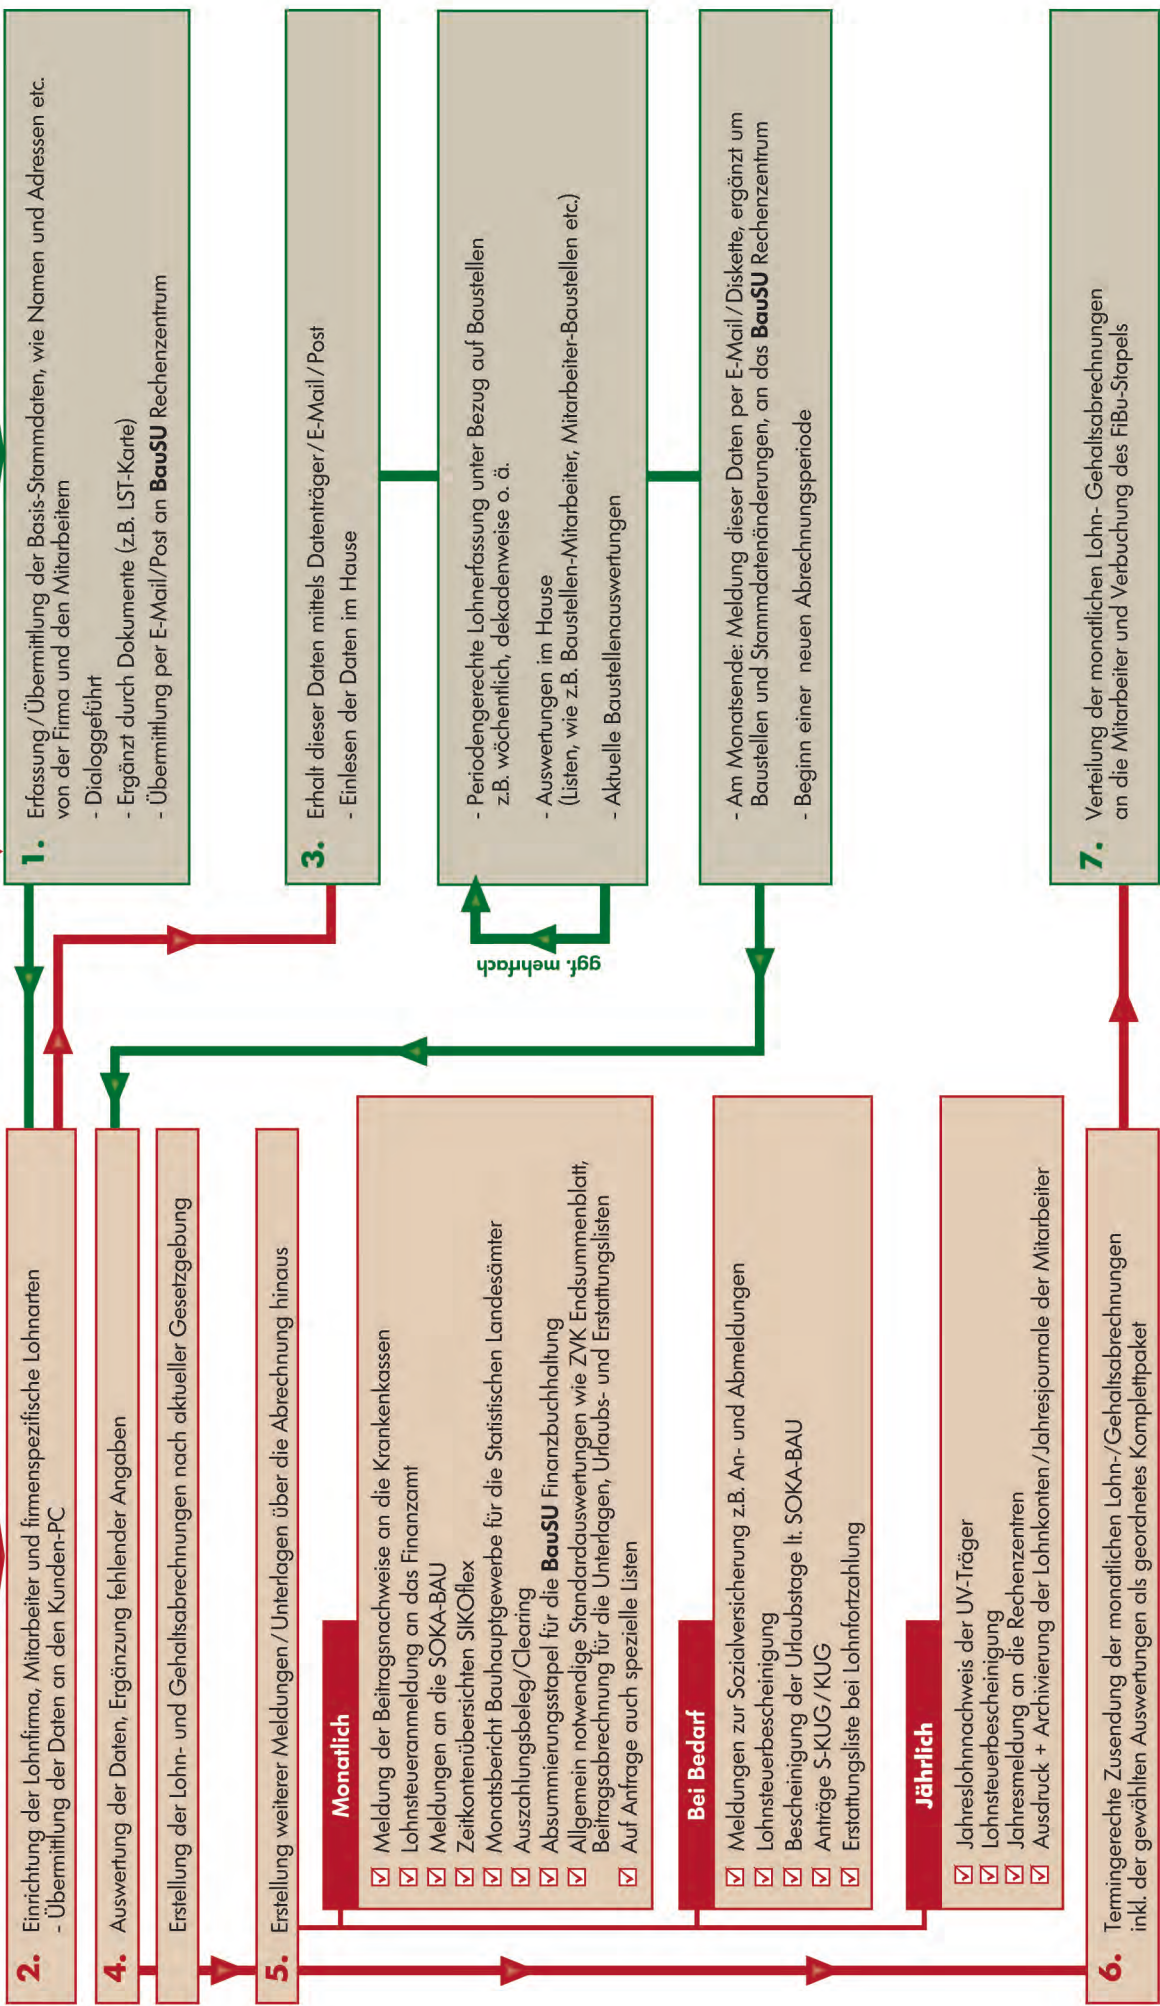 1. Erfassung/Übermittlung der Basis-Stammdaten, wie Namen und Adressen etc.
von der Firma und den Mitarbeitern
- Dialoggeführt
- Ergänzt durch Dokumente (z.B. LST-Karte)
- Übermittlung per E-Mail/Post an BauSU Rechenzentrum
2. Einrichtung der Lohnfirma, Mitarbeiter und firmenspezifische Lohnarten
- Übermittlung der Daten an den Kunden-PC
3. Erhalt dieser Daten mittels Datenträger/E-Mail/Post
- Einlesen der Daten im Hause
- Periodengerechte Lohnerfassung unter Bezug auf Baustellen
z.B. wöchentlich, dekadenweise o. ä.
- Auswertungen im Hause
(Listen, wie z.B. Baustellen-Mitarbeiter, Mitarbeiter-Baustellen etc.)
- Aktuelle Baustellenauswertungen
ggf. mehrfach
- Am Monatsende: Meldung dieser Daten per E-Mail/Diskette, ergänzt um
Baustellen und Stammdatenänderungen, an das BauSU Rechenzentrum
- Beginn einer neuen Abrechnungsperiode
4. Auswertung der Daten, Ergänzung fehlender Angaben
Erstellung der Lohn- und Gehaltsabrechnungen nach aktueller Gesetzgebung
5. Erstellung weiterer Meldungen/Unterlagen über die Abrechnung hinaus
Monatlich
Meldung der Beitragsnachweise an die Krankenkassen
Lohnsteueranmeldung an das Finanzamt
Meldungen an die SOKA-BAU
Zeitkontenübersichten SIKOflex
Monatsbericht Bauhauptgewerbe für die Statistischen Landesämter
Auszahlungsbeleg/Clearing
Absummierungsstapel für die BauSU Finanzbuchhaltung
Allgemein notwendige Standardauswertungen wie ZVK Endsummenblatt,
Beitragsabrechnung für die Unterlagen, Urlaubs- und Erstattungslisten
Auf Anfrage auch spezielle Listen
Bei Bedarf
Meldungen zur Sozialversicherung z.B. An- und Abmeldungen
Lohnsteuerbescheinigung
Bescheinigung der Urlaubstage lt. SOKA-BAU
Anträge S-KUG/KUG
Erstattungsliste bei Lohnfortzahlung
Jährlich
Jahreslohnnachweis der UV-Träger
Lohnsteuerbescheinigung
Jahresmeldung an die Rechenzentren
Ausdruck + Archivierung der Lohnkonten/Jahresjournale der Mitarbeiter
6. Termingerechte Zusendung der monatlichen Lohn-/Gehaltsabrechnungen
inkl. der gewählten Auswertungen als geordnetes Komplettpaket
7. Verteilung der monatlichen Lohn- Gehaltsabrechnungen
an die Mitarbeiter und Verbuchung des FiBu-Stapels